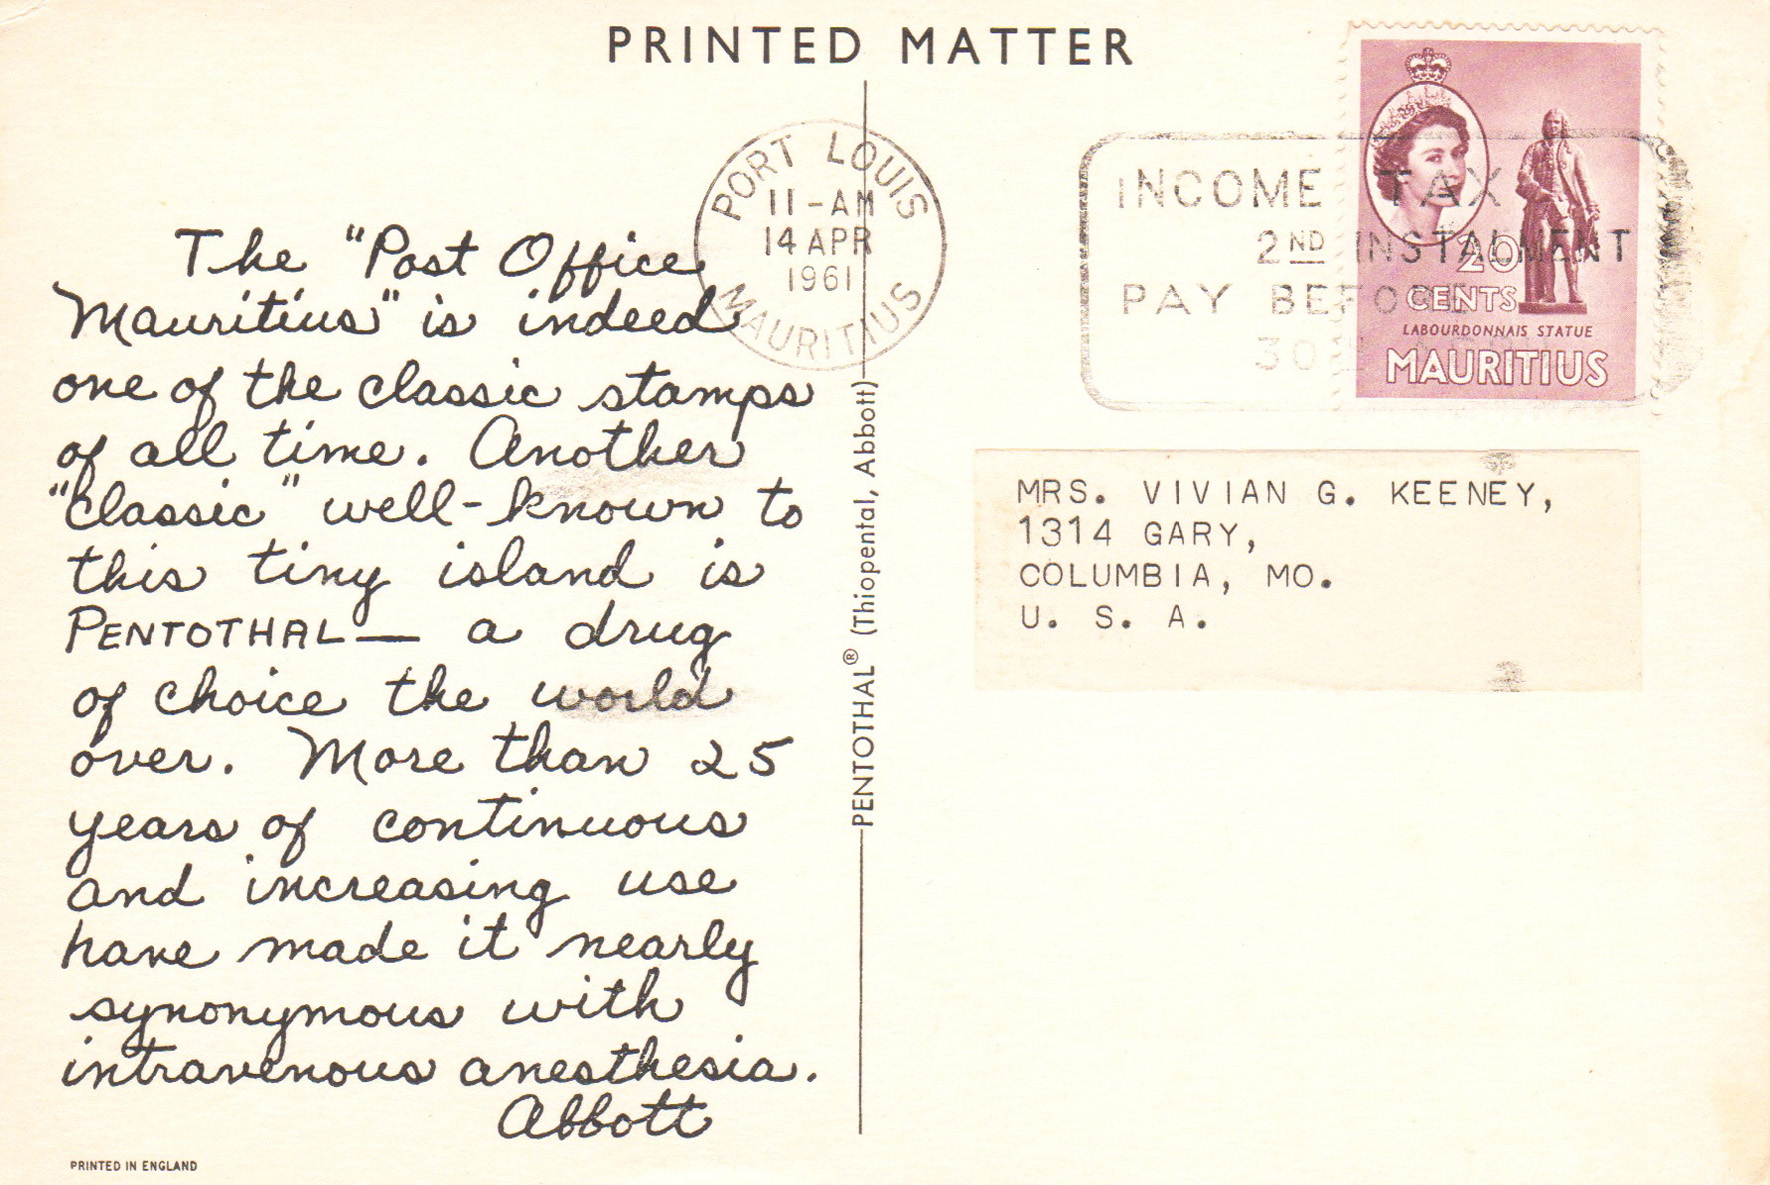 PRINTED MATTER
PORT LOUIS
11-AM
14 APR
1961
MAURITIUS
INCOME TAX
2ND INSTALMENT
PAY BEFORE
30
20
CENTS
LABOURDONNAIS STATUE
MAURITIUS
The "Post Office
Mauritius" is indeed
one of the classic stamps
of all time. Another
"classic" well-known to
this tiny island is
PENTOTHAL — a drug
of choice the world
over. More than 25
years of continuous
and increasing use
have made it nearly
synonymous with
intravenous anesthesia.
Abbott
PRINTED IN ENGLAND
PENTOTHAL® (Thiopental, Abbott)
MRS. VIVIAN G. KEENEY,
1314 GARY,
COLUMBIA, MO.
U. S. A.